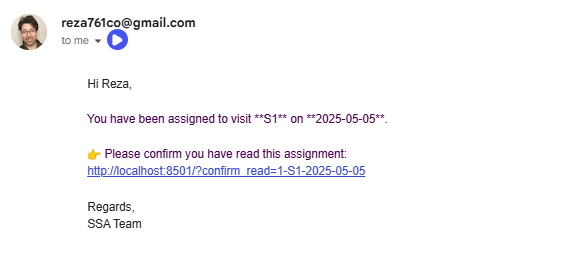 reza761co@gmail.com
to me
Hi Reza,
You have been assigned to visit **S1** on **2025-05-05**.
👉 Please confirm you have read this assignment:
http://localhost:8501/?confirm_read=1-S1-2025-05-05
Regards,
SSA Team